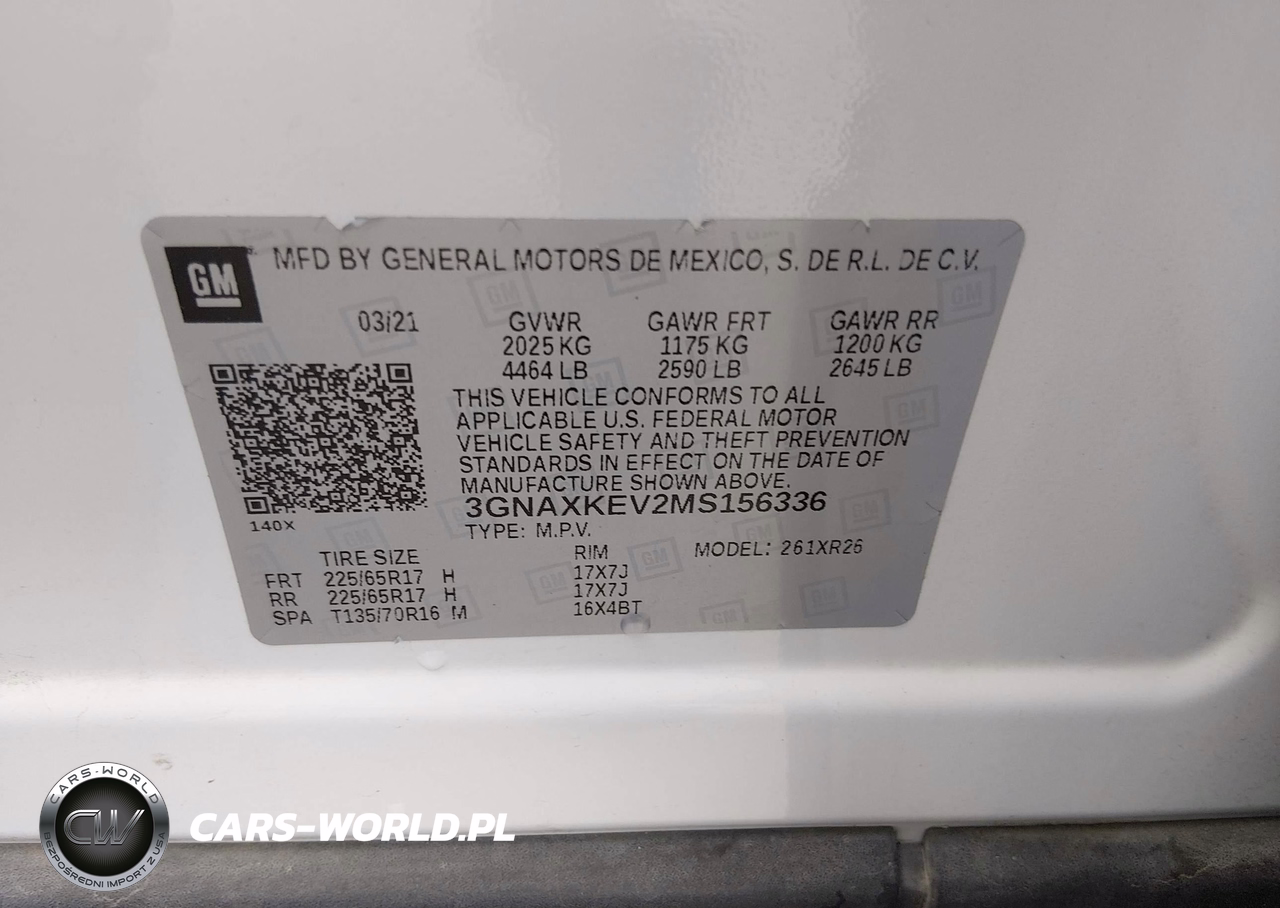 GM MFD BY GENERAL MOTORS DE MEXICO, S. DE R.L. DE C.V.
03/21 GVWR GAWR FRT GAWR RR
2025 KG 1175 KG 1200 KG
4464 LB 2590 LB 2645 LB
THIS VEHICLE CONFORMS TO ALL
APPLICABLE U.S. FEDERAL MOTOR
VEHICLE SAFETY AND THEFT PREVENTION
STANDARDS IN EFFECT ON THE DATE OF
MANUFACTURE SHOWN ABOVE.
3GNAXKEV2MS156336
140X
TYPE: M.P.V.
TIRE SIZE RIM MODEL: 261XR26
FRT 225/65R17 H 17X7J
RR 225/65R17 H 17X7J
SPA T135/70R16 M 16X4BT
CARS-WORLD
CW
BEZPOŚREDNI IMPORT Z USA
CARS-WORLD.PL